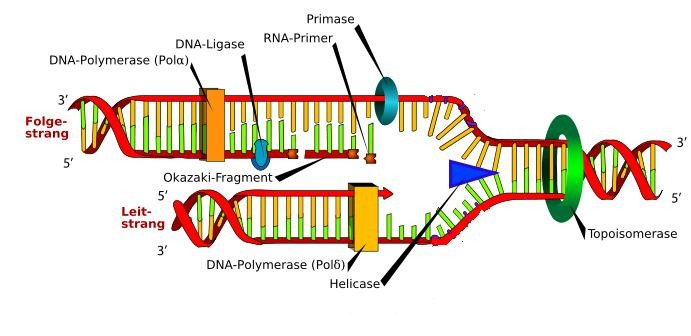 Primase
DNA-Ligase
RNA-Primer
DNA-Polymerase (Polα)
3'
Folge-
strang
5'
Okazaki-Fragment
3'
5'
5'
Leit-
strang
3'
Topoisomerase
DNA-Polymerase (Polδ)
Helicase